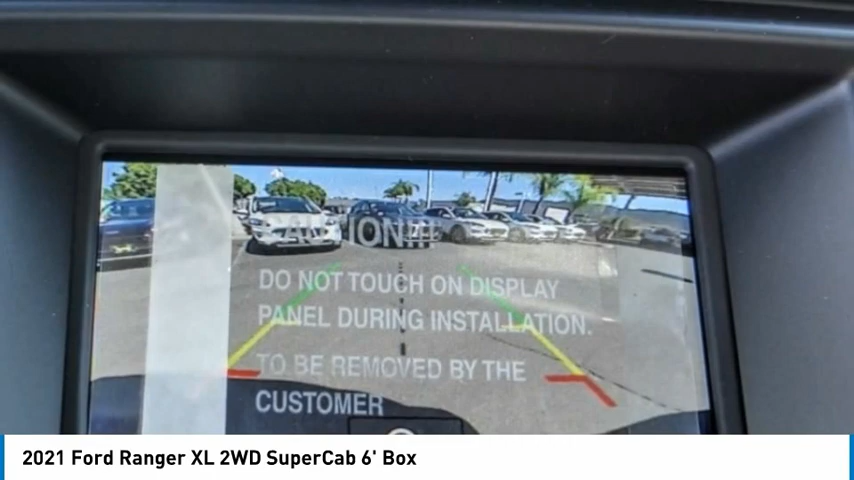 CAUTION!!!
DO NOT TOUCH ON DISPLAY
PANEL DURING INSTALLATION.
TO BE REMOVED BY THE
CUSTOMER
2021 Ford Ranger XL 2WD SuperCab 6' Box